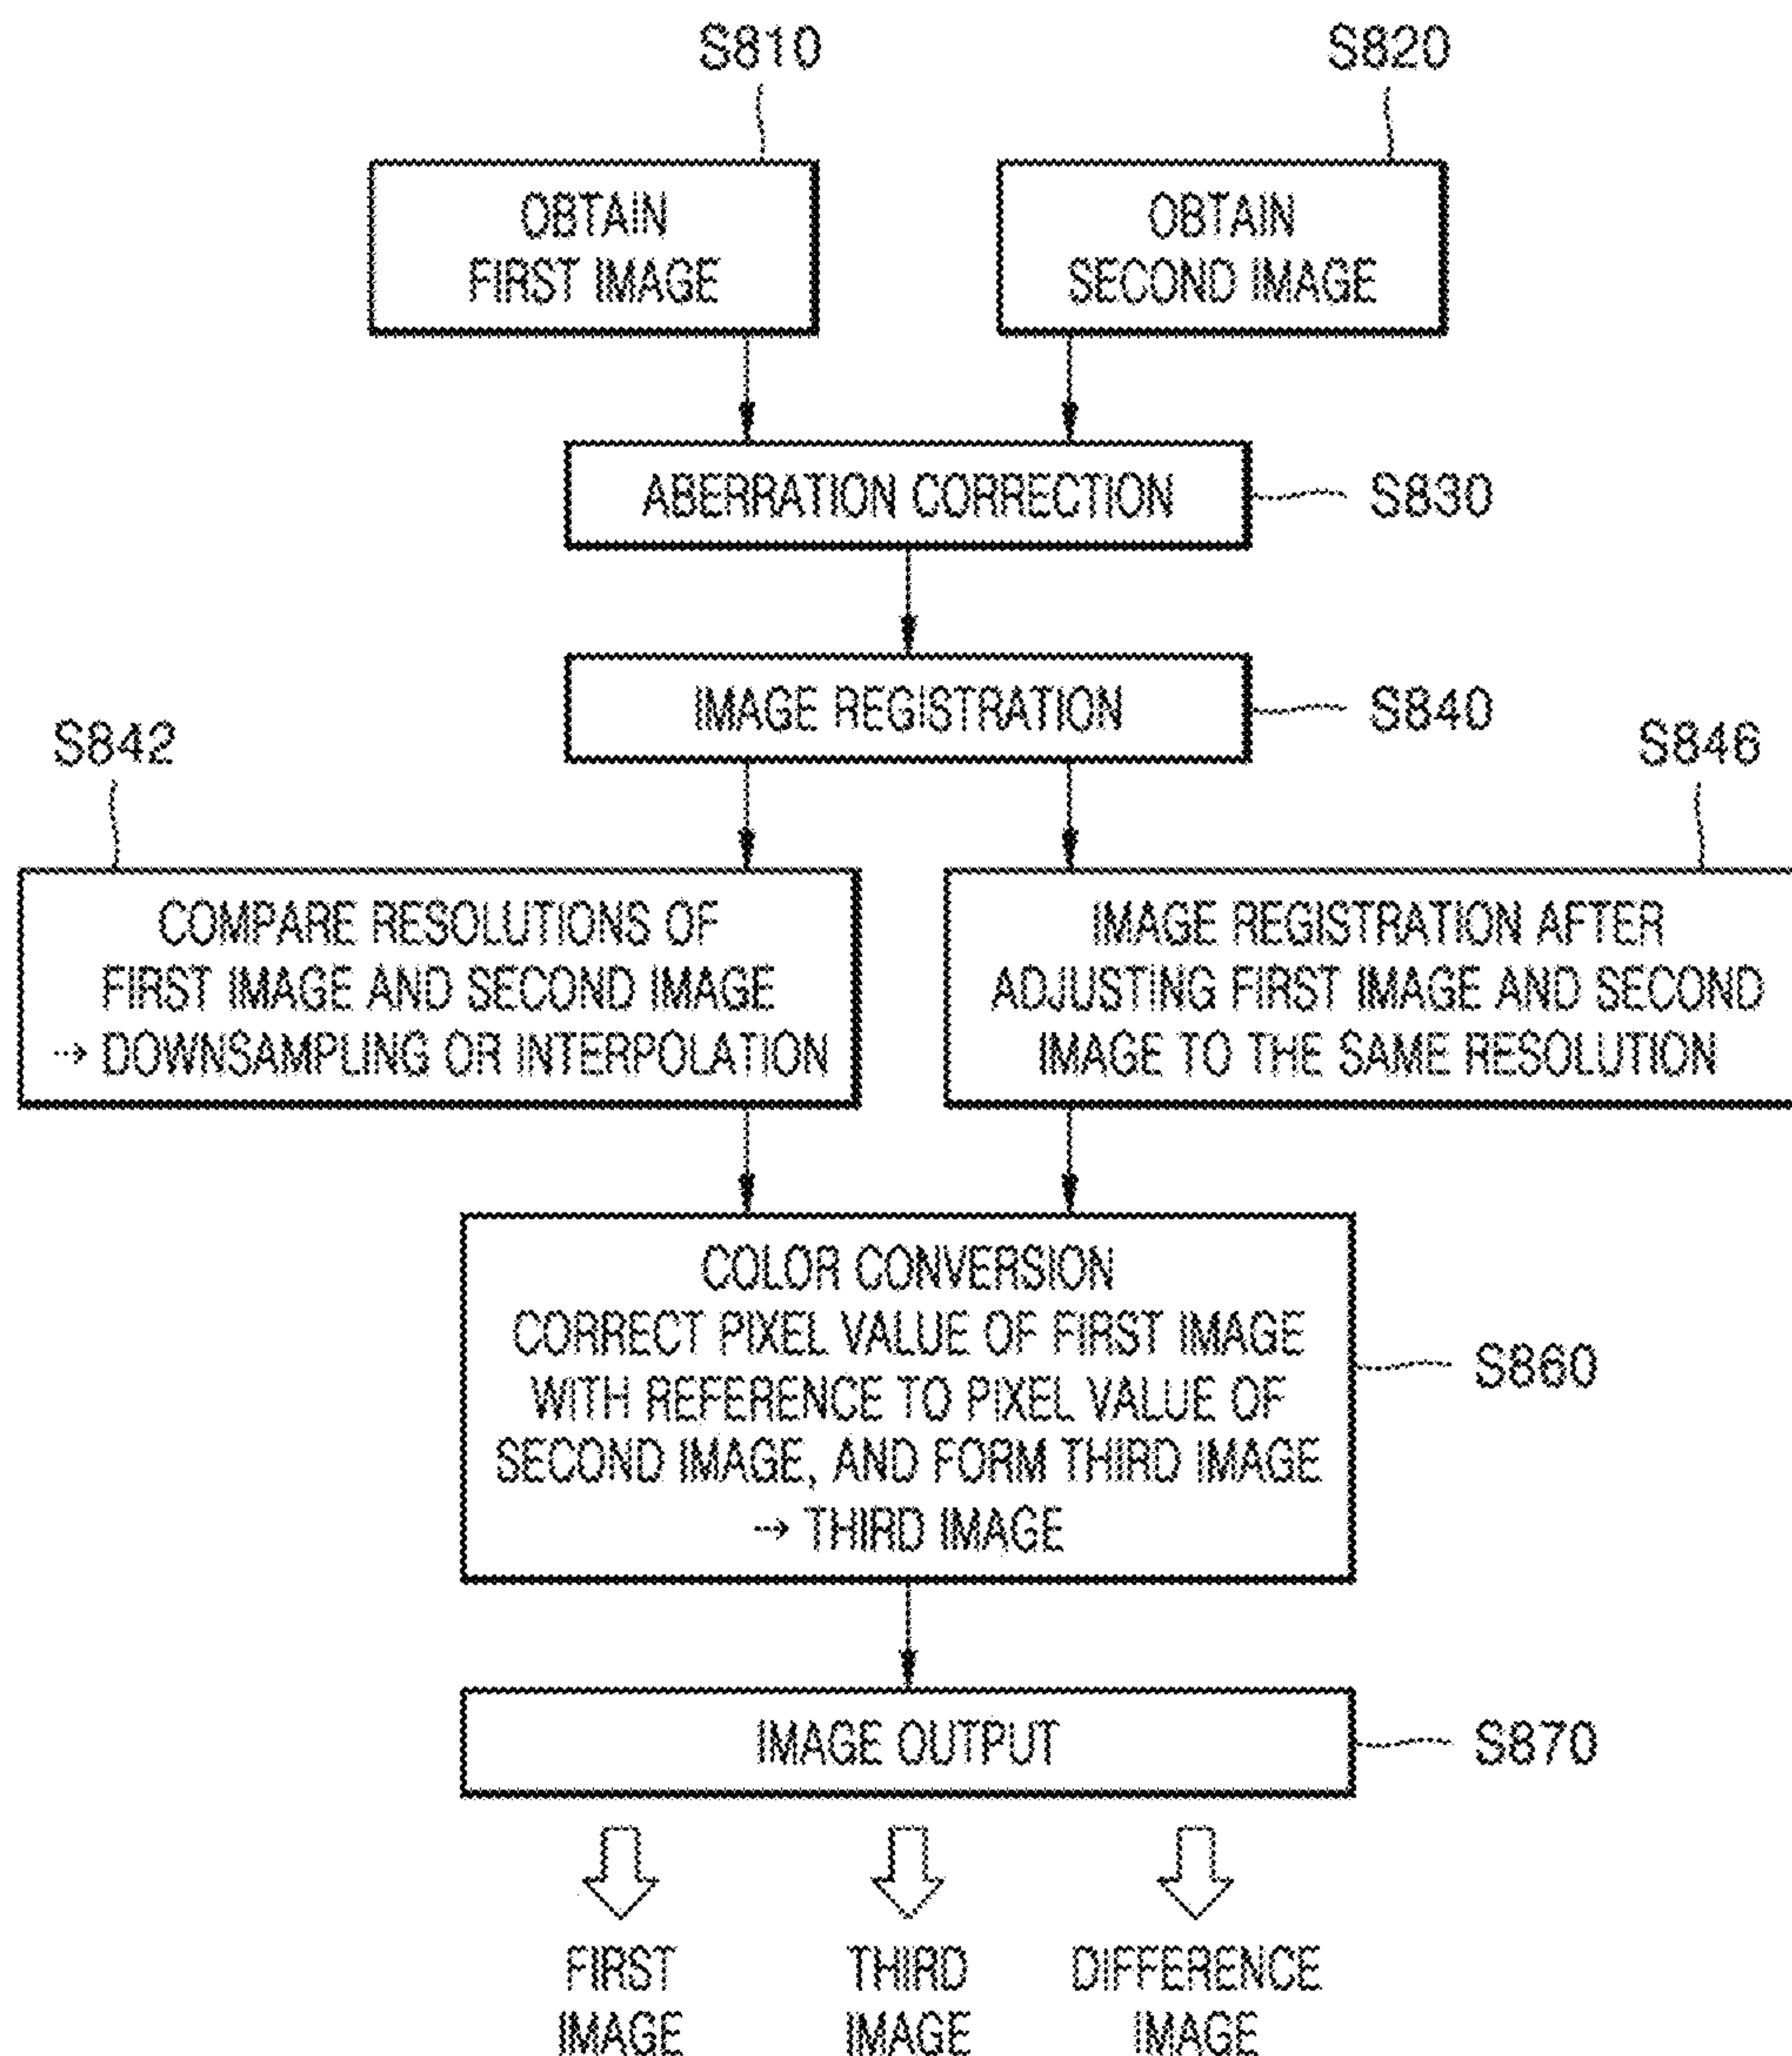 S810
S820
OBTAIN
FIRST IMAGE
OBTAIN
SECOND IMAGE
ABERRATION CORRECTION
S830
IMAGE REGISTRATION
S840
S842
S846
COMPARE RESOLUTIONS OF
FIRST IMAGE AND SECOND IMAGE
→ DOWNSAMPLING OR INTERPOLATION
IMAGE REGISTRATION AFTER
ADJUSTING FIRST IMAGE AND SECOND
IMAGE TO THE SAME RESOLUTION
COLOR CONVERSION
CORRECT PIXEL VALUE OF FIRST IMAGE
WITH REFERENCE TO PIXEL VALUE OF
SECOND IMAGE, AND FORM THIRD IMAGE
→ THIRD IMAGE
S860
IMAGE OUTPUT
S870
FIRST
IMAGE
THIRD
IMAGE
DIFFERENCE
IMAGE